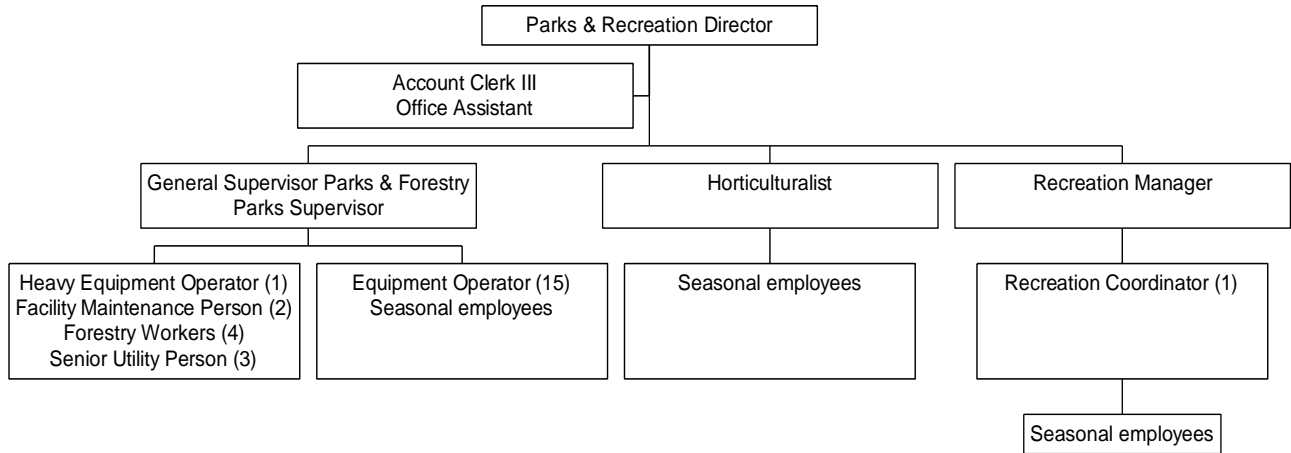 Parks & Recreation Director
Account Clerk III
Office Assistant
General Supervisor Parks & Forestry
Parks Supervisor
Horticulturalist
Recreation Manager
Heavy Equipment Operator (1)
Facility Maintenance Person (2)
Forestry Workers (4)
Senior Utility Person (3)
Equipment Operator (15)
Seasonal employees
Seasonal employees
Recreation Coordinator (1)
Seasonal employees